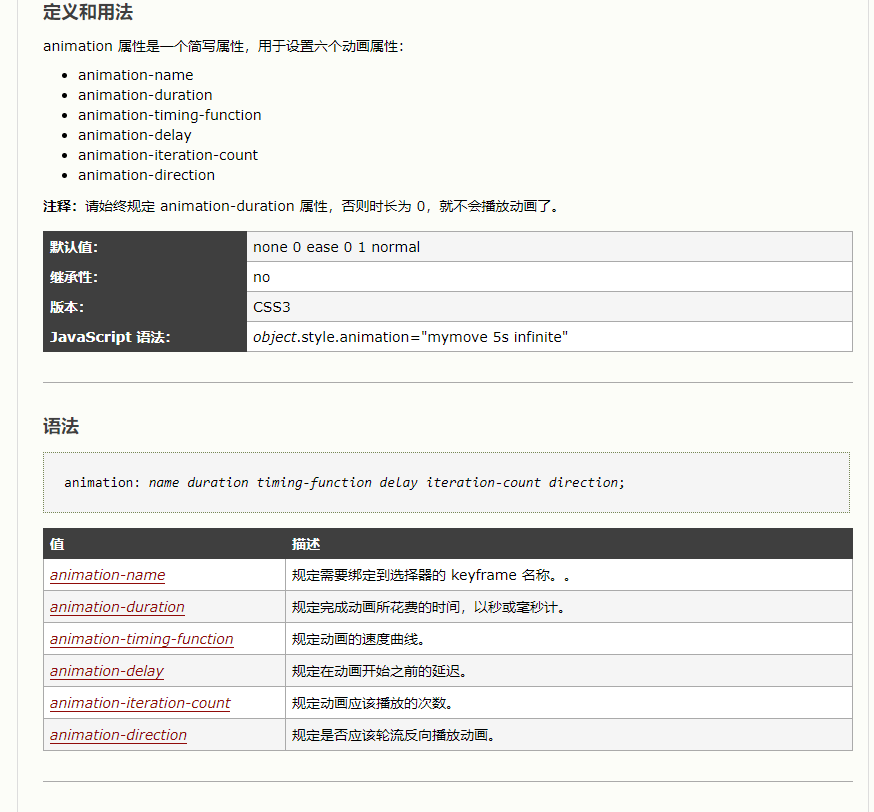 定义和用法
animation 属性是一个简写属性，用于设置六个动画属性：
• animation-name
• animation-duration
• animation-timing-function
• animation-delay
• animation-iteration-count
• animation-direction
注释：请始终规定 animation-duration 属性，否则时长为 0，就不会播放动画了。
默认值： none 0 ease 0 1 normal
继承性： no
版本： CSS3
JavaScript 语法： object.style.animation="mymove 5s infinite"
语法
animation: name duration timing-function delay iteration-count direction;
值 描述
animation-name 规定需要绑定到选择器的 keyframe 名称。。
animation-duration 规定完成动画所花费的时间，以秒或毫秒计。
animation-timing-function 规定动画的速度曲线。
animation-delay 规定在动画开始之前的延迟。
animation-iteration-count 规定动画应该播放的次数。
animation-direction 规定是否应该轮流反向播放动画。